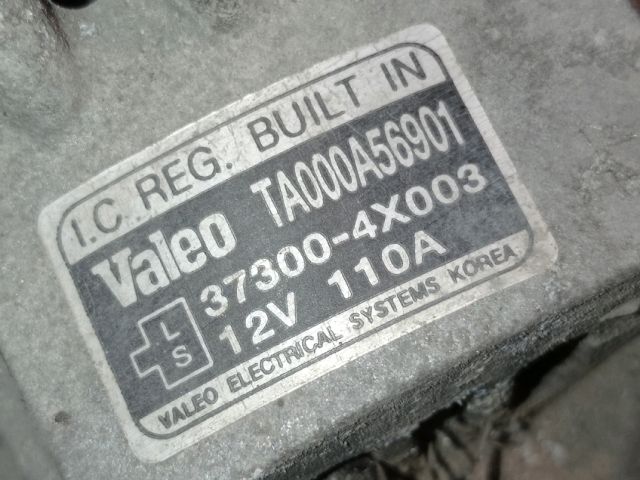 I.C. REG. BUILT IN
Valeo TA000A56901
37300-4X003
L S
12V 110A
VALEO ELECTRICAL SYSTEMS KOREA